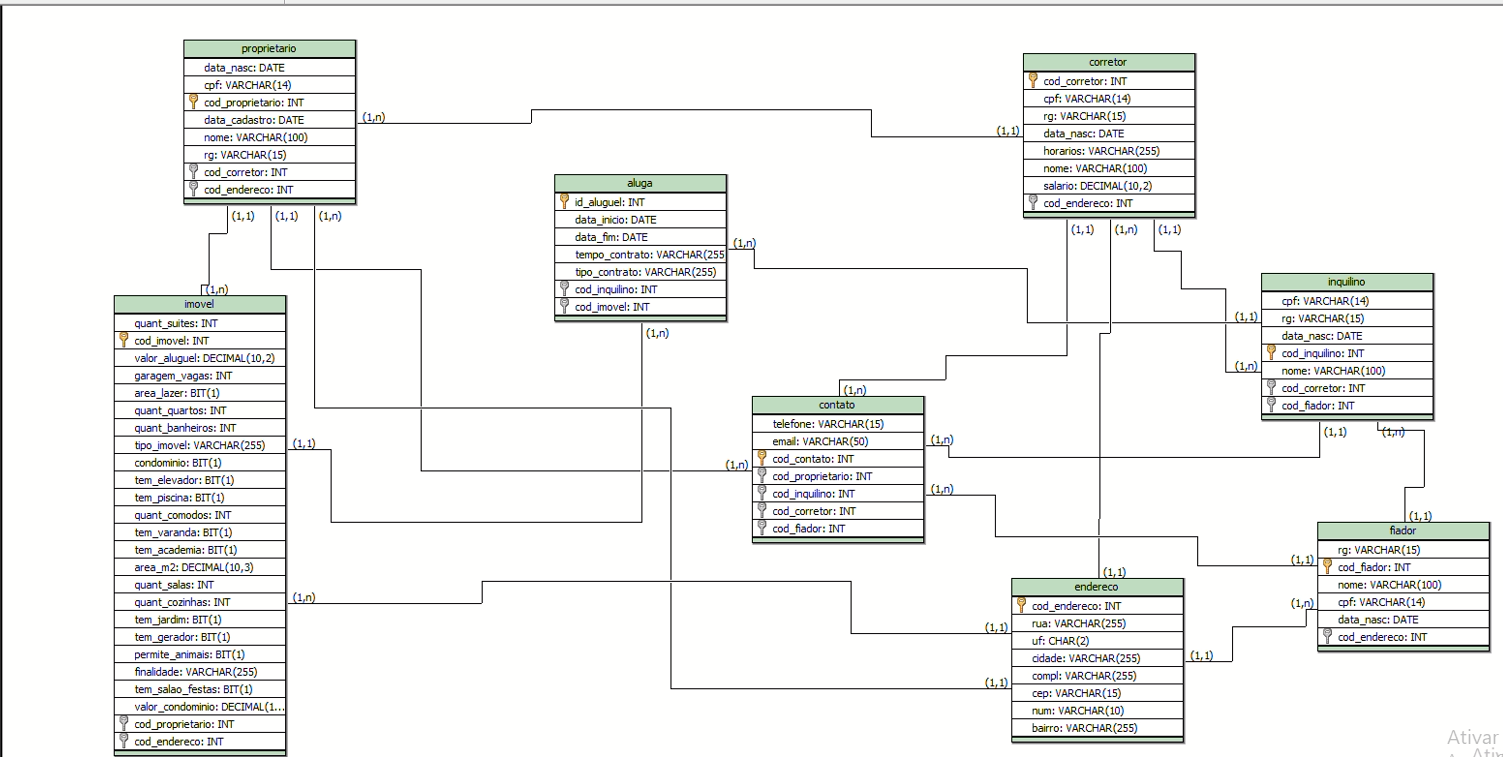 proprietario
data_nasc: DATE
cpf: VARCHAR(14)
cod_proprietario: INT
data_cadastro: DATE
nome: VARCHAR(100)
rg: VARCHAR(15)
cod_corretor: INT
cod_endereco: INT
(1,n)
(1,1)
(1,1)
(1,1)
(1,n)
corretor
cod_corretor: INT
cpf: VARCHAR(14)
rg: VARCHAR(15)
data_nasc: DATE
horarios: VARCHAR(255)
nome: VARCHAR(100)
salario: DECIMAL(10,2)
cod_endereco: INT
(1,1)
(1,n)
(1,1)
aluga
id_aluguel: INT
data_inicio: DATE
data_fim: DATE
tempo_contrato: VARCHAR(255
tipo_contrato: VARCHAR(255)
cod_inquilino: INT
cod_imovel: INT
(1,n)
(1,n)
inquilino
cpf: VARCHAR(14)
rg: VARCHAR(15)
data_nasc: DATE
cod_inquilino: INT
nome: VARCHAR(100)
cod_corretor: INT
cod_fiador: INT
(1,1)
(1,n)
(1,1)
(1,n)
(1,n)
imovel
quant_suites: INT
cod_imovel: INT
valor_aluguel: DECIMAL(10,2)
garagem_vagas: INT
area_lazer: BIT(1)
quant_quartos: INT
quant_banheiros: INT
tipo_imovel: VARCHAR(255)
condominio: BIT(1)
tem_elevador: BIT(1)
tem_piscina: BIT(1)
quant_comodos: INT
tem_varanda: BIT(1)
tem_academia: BIT(1)
area_m2: DECIMAL(10,3)
quant_salas: INT
quant_cozinhas: INT
tem_jardim: BIT(1)
tem_gerador: BIT(1)
permite_animais: BIT(1)
finalidade: VARCHAR(255)
tem_salao_festas: BIT(1)
valor_condominio: DECIMAL(1...
cod_proprietario: INT
cod_endereco: INT
(1,1)
(1,n)
(1,n)
contato
telefone: VARCHAR(15)
email: VARCHAR(50)
cod_contato: INT
cod_proprietario: INT
cod_inquilino: INT
cod_corretor: INT
cod_fiador: INT
(1,n)
(1,n)
(1,n)
(1,1)
fiador
rg: VARCHAR(15)
cod_fiador: INT
nome: VARCHAR(100)
cpf: VARCHAR(14)
data_nasc: DATE
cod_endereco: INT
(1,1)
(1,n)
(1,1)
endereco
cod_endereco: INT
rua: VARCHAR(255)
uf: CHAR(2)
cidade: VARCHAR(255)
compl: VARCHAR(255)
cep: VARCHAR(15)
num: VARCHAR(10)
bairro: VARCHAR(255)
(1,1)
(1,1)
(1,1)
Ativar